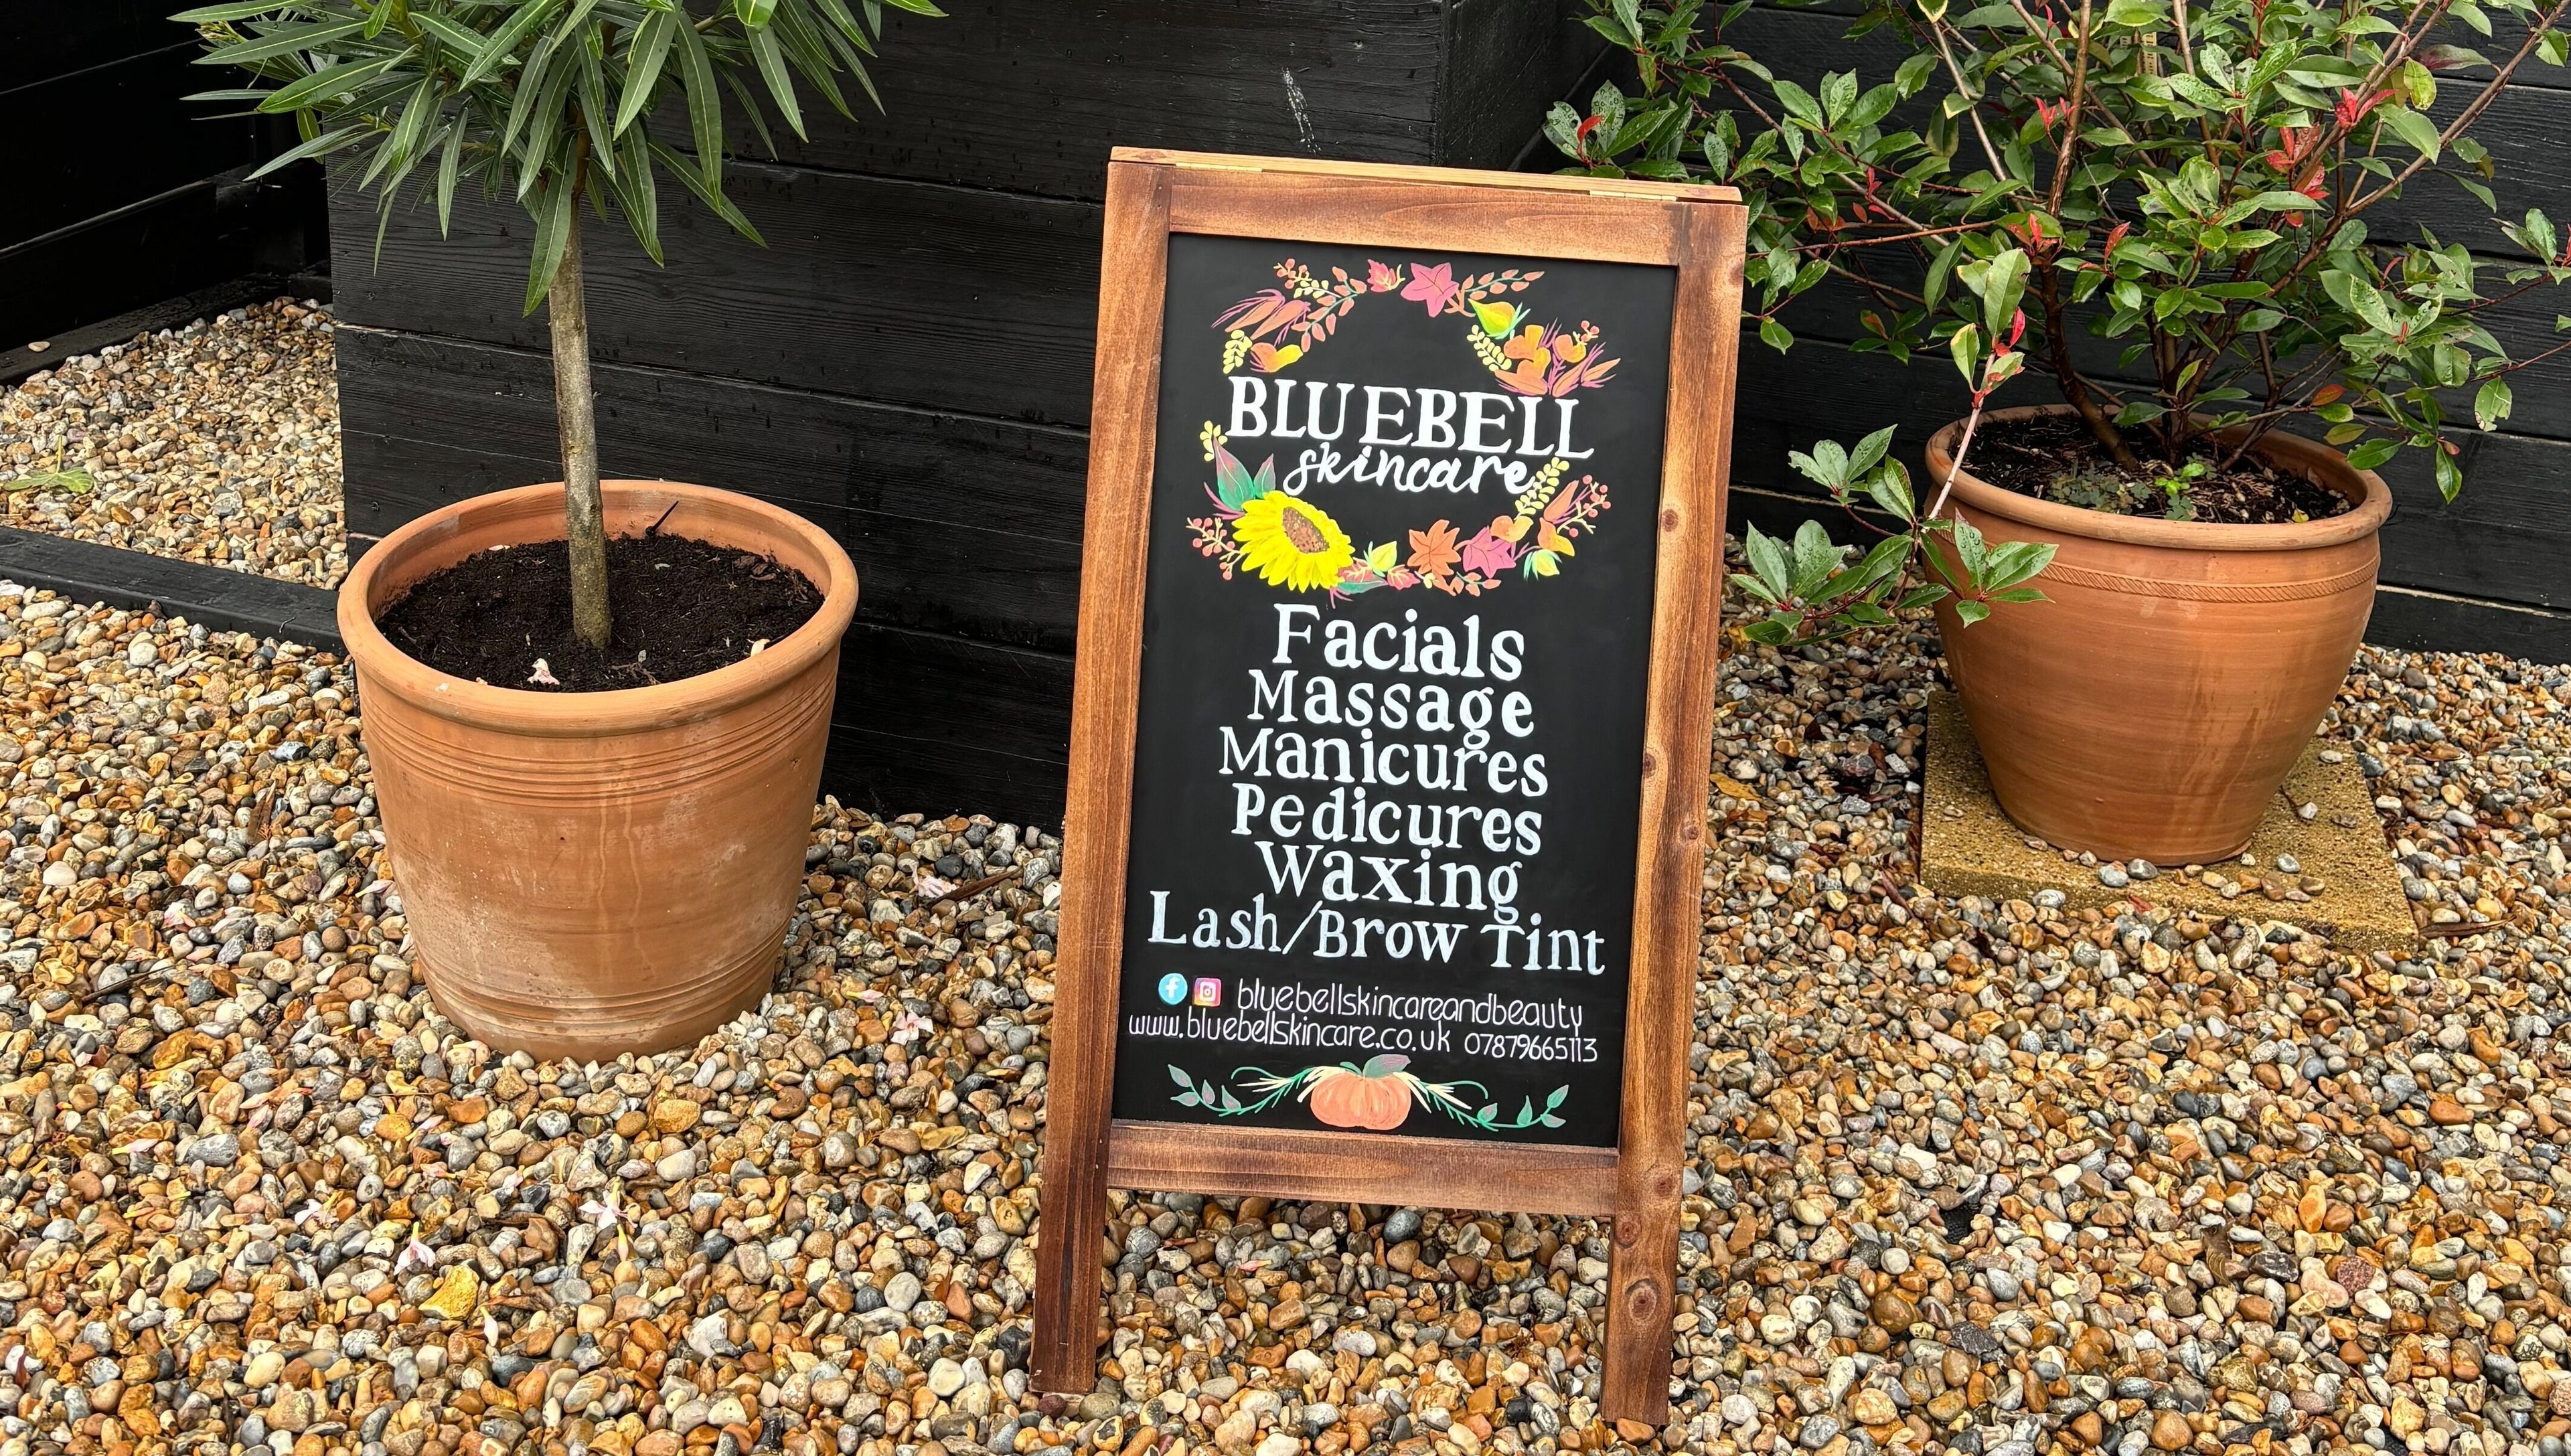 BLUEBELL
skincare
Facials
Massage
Manicures
Pedicures
Waxing
Lash/Brow Tint
bluebellskincareandbeauty
www.bluebellskincare.co.uk 07879665113